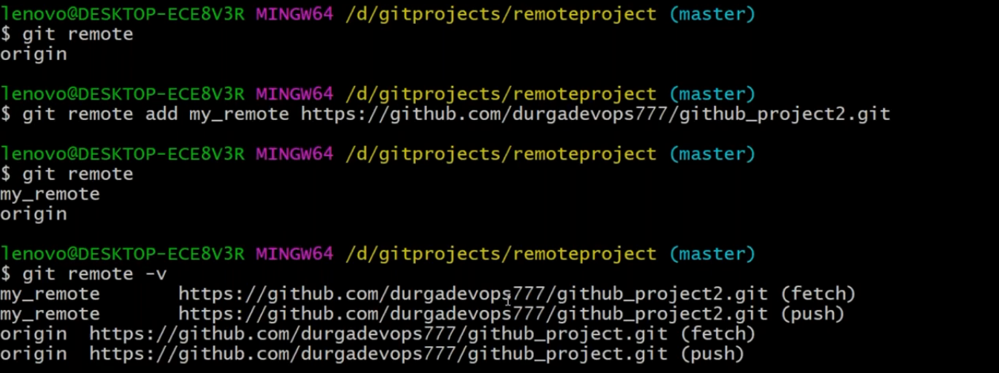 lenovo@DESKTOP-ECE8V3R MINGW64 /d/gitprojects/remoteproject (master)
$ git remote
origin
lenovo@DESKTOP-ECE8V3R MINGW64 /d/gitprojects/remoteproject (master)
$ git remote add my_remote https://github.com/durgadevops777/github_project2.git
lenovo@DESKTOP-ECE8V3R MINGW64 /d/gitprojects/remoteproject (master)
$ git remote
my_remote
origin
lenovo@DESKTOP-ECE8V3R MINGW64 /d/gitprojects/remoteproject (master)
$ git remote -v
my_remote       https://github.com/durgadevops777/github_project2.git (fetch)
my_remote       https://github.com/durgadevops777/github_project2.git (push)
origin  https://github.com/durgadevops777/github_project.git (fetch)
origin  https://github.com/durgadevops777/github_project.git (push)